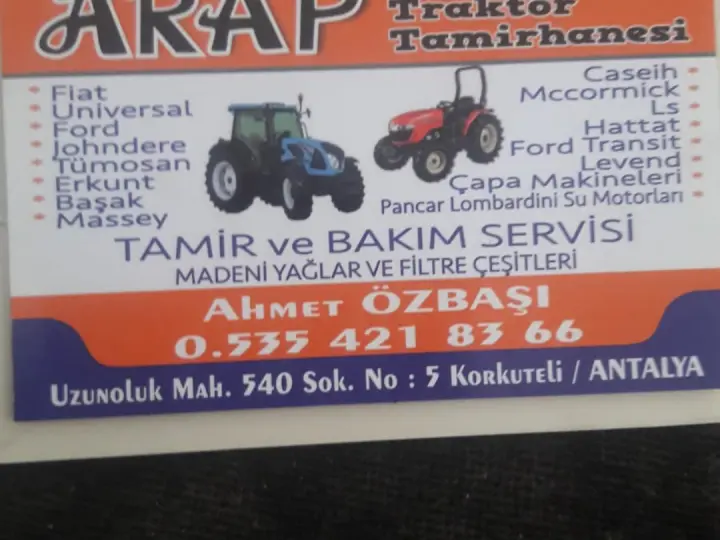 ARAP
Traktör
Tamirhanesi
* Fiat
* Universal
* Ford
* Johndere
* Tümosan
* Erkunt
* Başak
* Massey
Caseih *
Mccormick *
Ls *
Hattat *
Ford Transit *
Levend *
Çapa Makineleri *
Pancar Lombardini Su Motorları *
TAMİR ve BAKIM SERVİSİ
MADENİ YAĞLAR VE FİLTRE ÇEŞİTLERİ
Ahmet ÖZBAŞI
0.535 421 83 66
Uzunoluk Mah. 540 Sok. No : 5 Korkuteli / ANTALYA